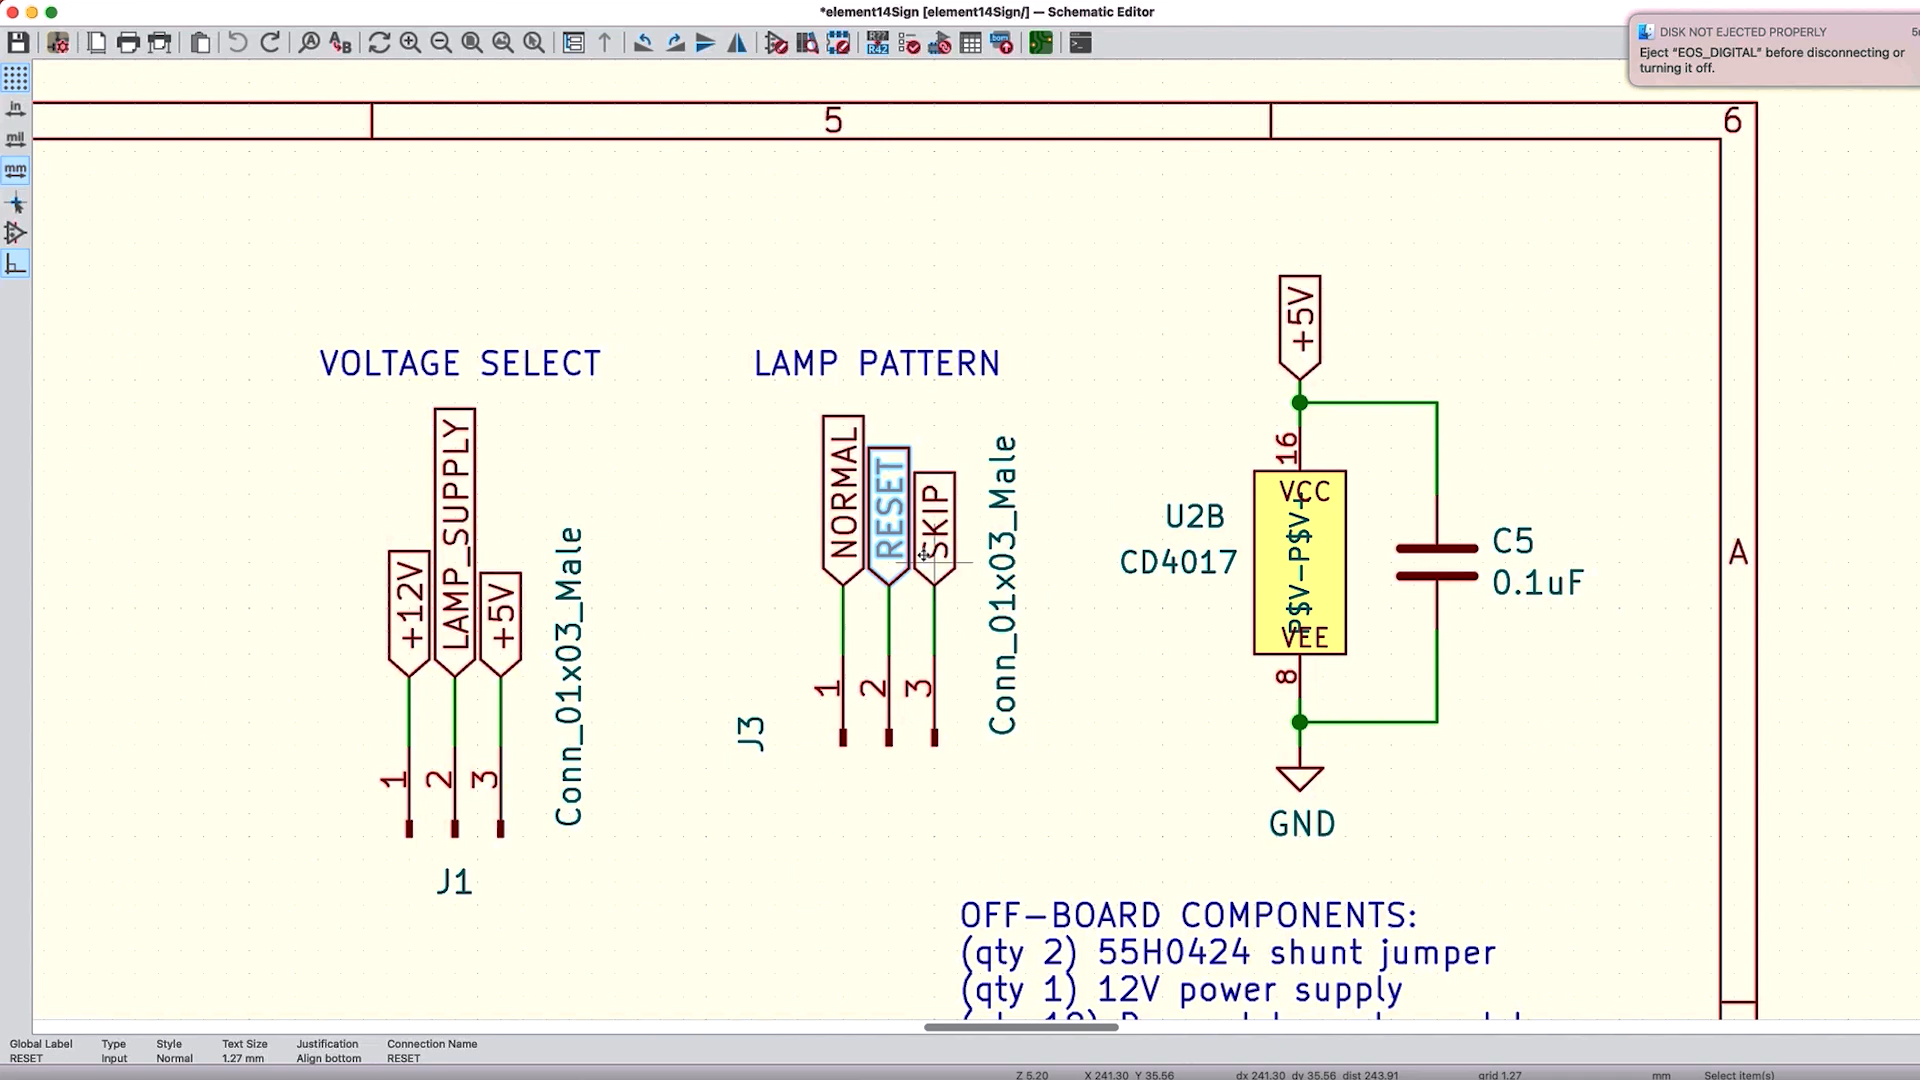 *element14Sign [element14Sign/] — Schematic Editor
DISK NOT EJECTED PROPERLY
Eject “EOS_DIGITAL” before disconnecting or
turning it off.
in
mil
mm
5
6
A
VOLTAGE SELECT
+12V
LAMP_SUPPLY
+5V
1
2
3
Conn_01x03_Male
J1
LAMP PATTERN
NORMAL
RESET
SKIP
1
2
3
Conn_01x03_Male
J3
+5V
16
VCC
P$V-P$V+
VEE
8
U2B
CD4017
C5
0.1uF
GND
OFF-BOARD COMPONENTS:
(qty 2) 55H0424 shunt jumper
(qty 1) 12V power supply
Global Label Type Style Text Size Justification Connection Name
RESET Input Normal 1.27 mm Align bottom RESET
Z 5.20 X 241.30 Y 35.56 dx 241.30 dy 35.56 dist 243.91 grid 1.27 mm Select item(s)